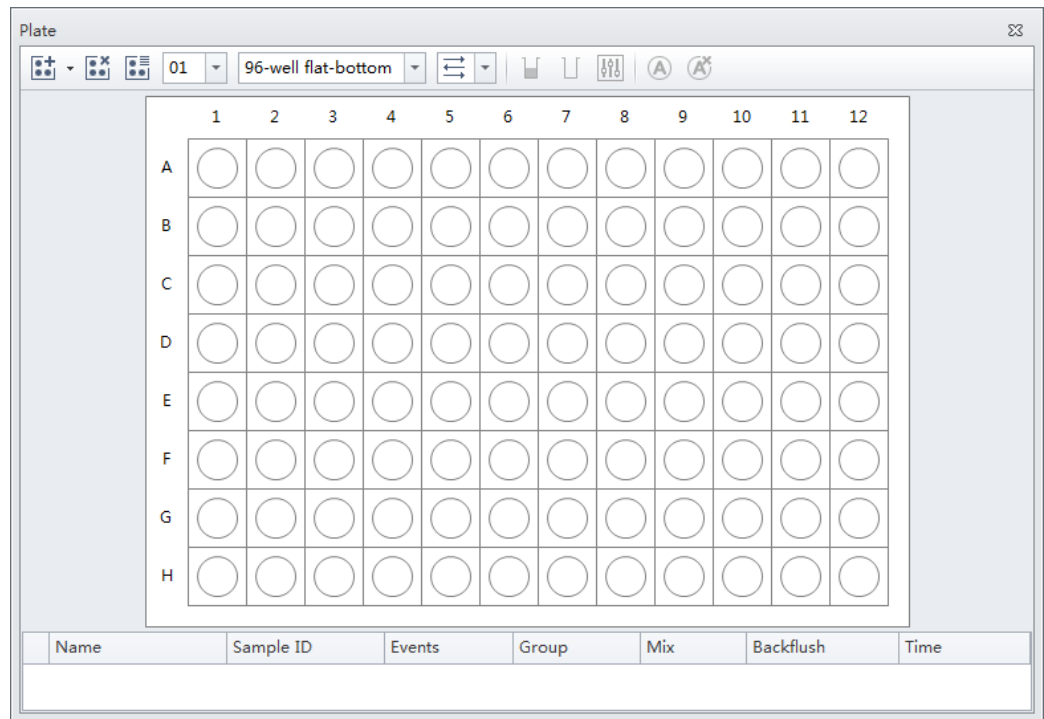 Plate
01 96-well flat-bottom A A
1 2 3 4 5 6 7 8 9 10 11 12
A
B
C
D
E
F
G
H
Name Sample ID Events Group Mix Backflush Time